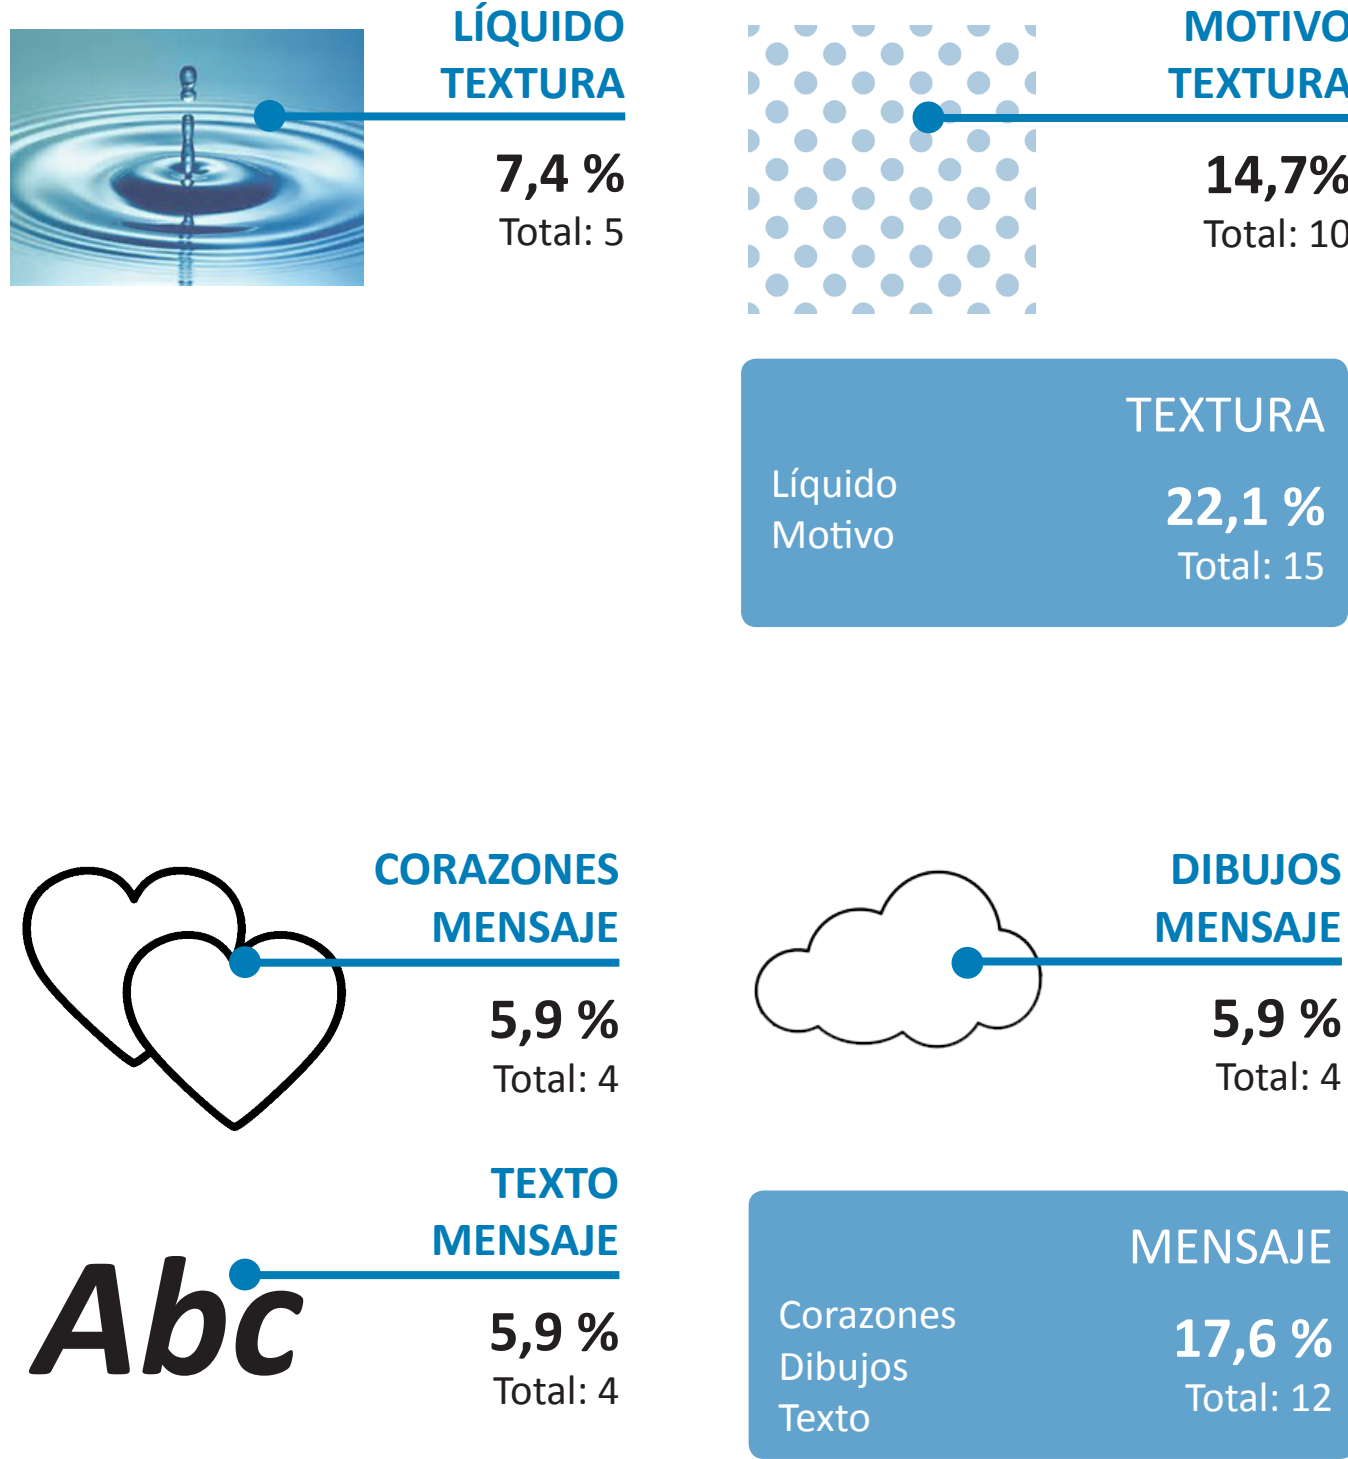 LÍQUIDO
TEXTURA
7,4 %
Total: 5
MOTIVO
TEXTURA
14,7%
Total: 10
TEXTURA
Líquido
Motivo
22,1 %
Total: 15
CORAZONES
MENSAJE
5,9 %
Total: 4
DIBUJOS
MENSAJE
5,9 %
Total: 4
TEXTO
MENSAJE
Abc
5,9 %
Total: 4
MENSAJE
Corazones
Dibujos
Texto
17,6 %
Total: 12